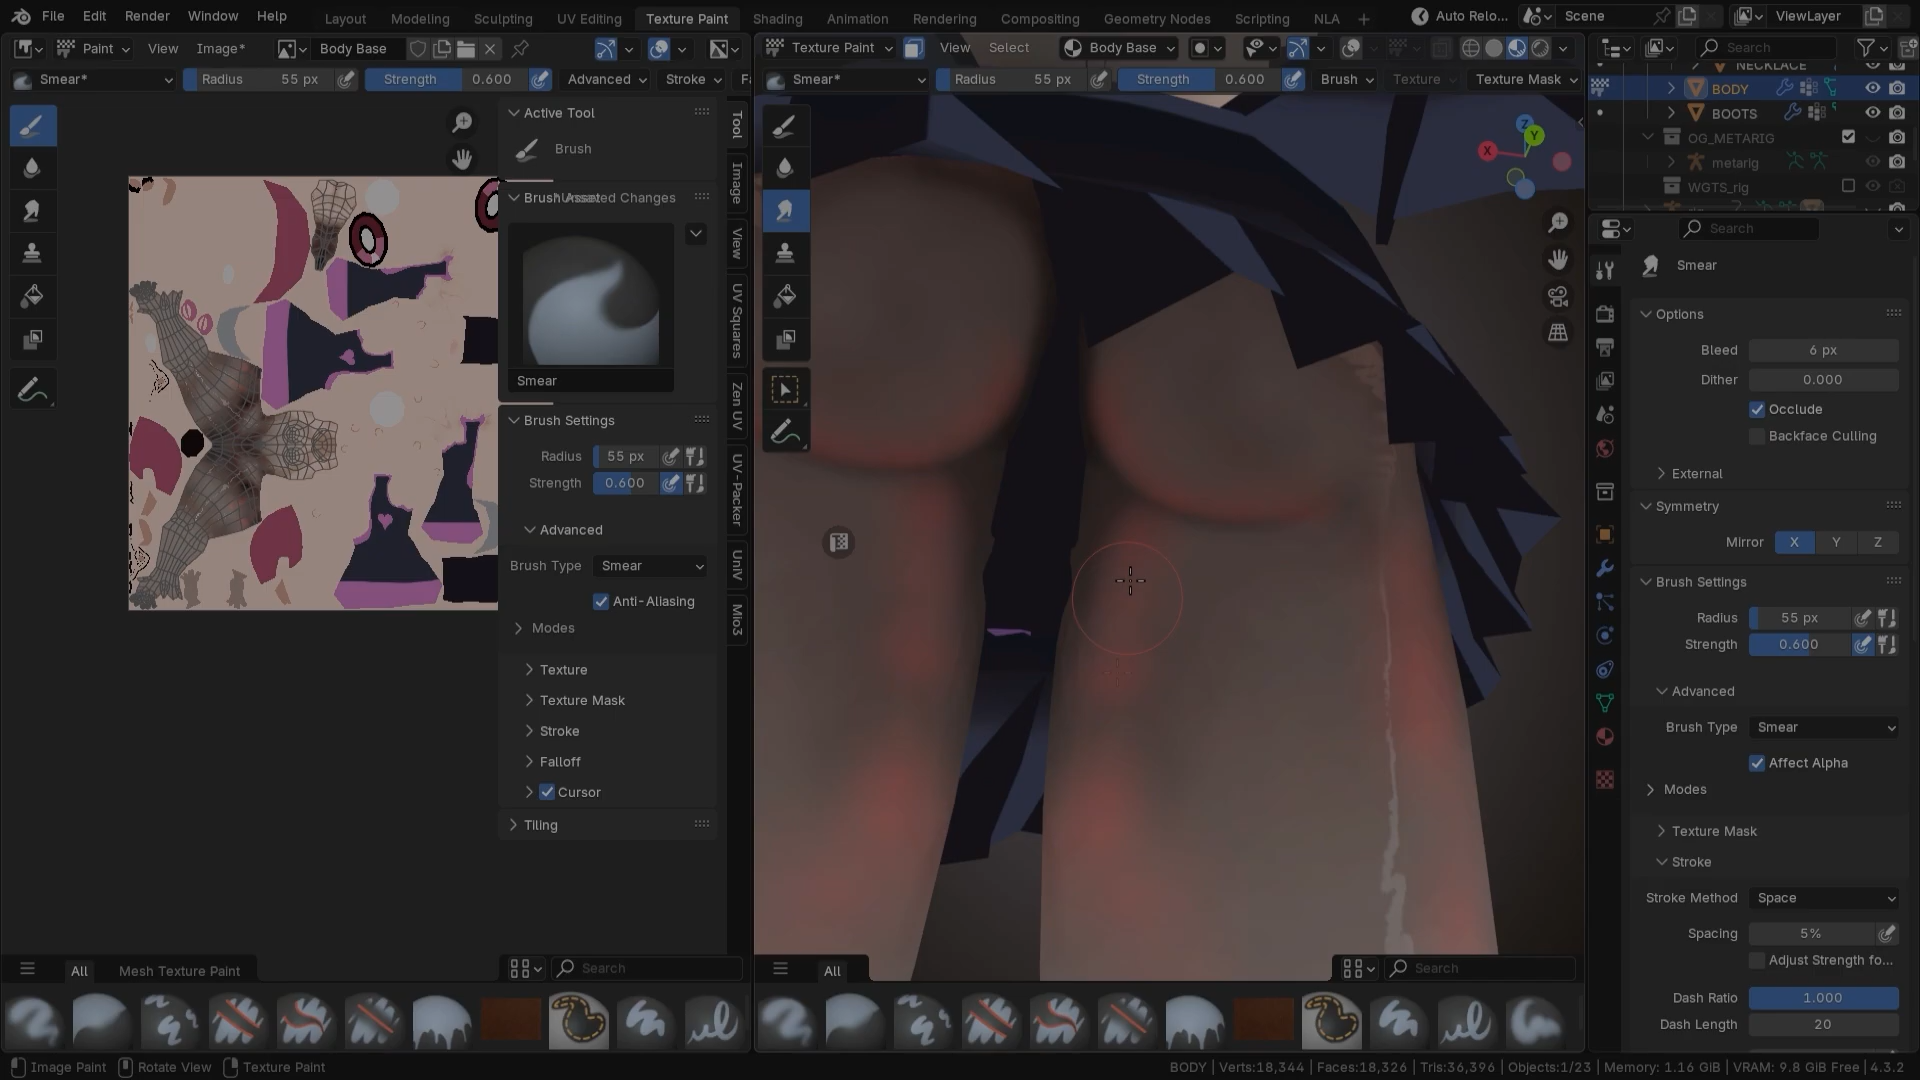 File Edit Render Window Help Layout Modeling Sculpting UV Editing Texture Paint Shading Animation Rendering Compositing Geometry Nodes Scripting NLA + Auto Relo... Scene ViewLayer
Paint View Image* Body Base Texture Paint View Select Body Base Search
Smear* Radius 55 px Strength 0.600 Advanced Stroke Smear* Radius 55 px Strength 0.600 Brush Texture Texture Mask
NECKLACE
BODY
BOOTS
OG_METARIG
metarig
WGTS_rig
Active Tool
Brush
Brush Asset
Unsaved Changes
Smear
Brush Settings
Radius 55 px
Strength 0.600
Advanced
Brush Type Smear
Anti-Aliasing
Modes
Texture
Texture Mask
Stroke
Falloff
Cursor
Tiling
Tool
Image
View
UV Squares
Zen UV
UV-Packer
UniV
Mio3
X
Y
Z
Search
Smear
Options
Bleed 6 px
Dither 0.000
Occlude
Backface Culling
External
Symmetry
Mirror X Y Z
Brush Settings
Radius 55 px
Strength 0.600
Advanced
Brush Type Smear
Affect Alpha
Modes
Texture Mask
Stroke
Stroke Method Space
Spacing 5%
Adjust Strength fo...
Dash Ratio 1.000
Dash Length 20
All Mesh Texture Paint Search All Search
Image Paint Rotate View Texture Paint BODY | Verts:18,344 | Faces:18,326 | Tris:36,396 | Objects:1/23 | Memory: 1.16 GiB | VRAM: 9.8 GiB Free | 4.3.2